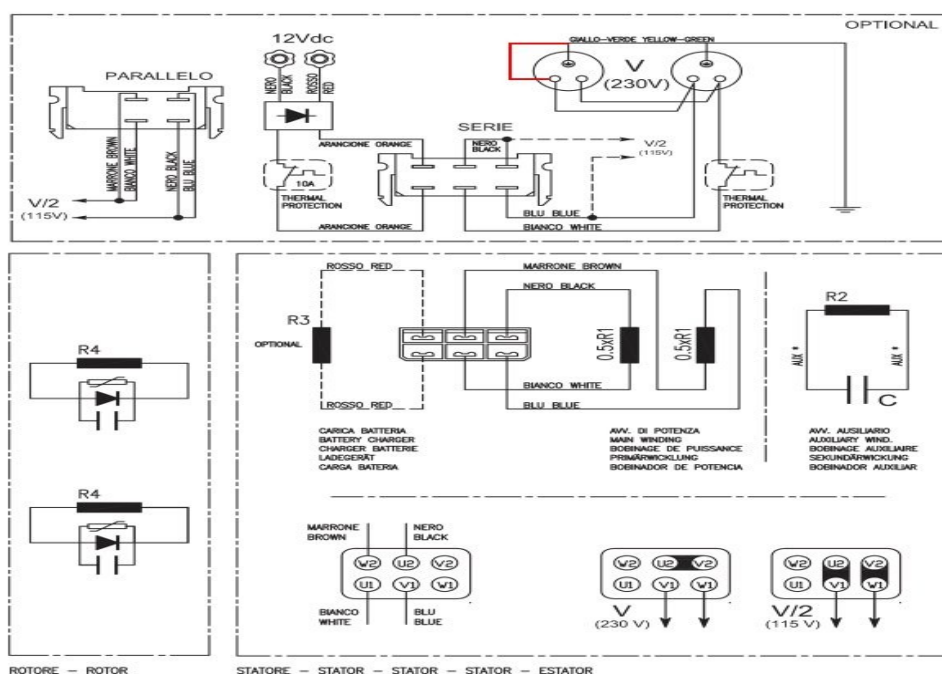 OPTIONAL
12Vdc
GIALLO-VERDE YELLOW-GREEN
PARALLELO
NERO
BLACK
ROSSO
RED
V
(230V)
SERIE
NERO
BLACK
V/2
(115V)
ARANCIONE ORANGE
MARRONE BROWN
BIANCO WHITE
NERO BLACK
BLU BLUE
10A
THERMAL
PROTECTION
THERMAL
PROTECTION
V/2
(115V)
BLU BLUE
ARANCIONE ORANGE
BIANCO WHITE
ROSSO RED
MARRONE BROWN
NERO BLACK
R3
OPTIONAL
0.5xR1
0.5xR1
R2
AUX *
AUX *
C
BIANCO WHITE
ROSSO RED
BLU BLUE
R4
R4
CARICA BATTERIA
BATTERY CHARGER
CHARGER BATTERIE
LADEGERÄT
CARGA BATERIA
AVV. DI POTENZA
MAIN WINDING
BOBINAGE DE PUISSANCE
PRIMÄRWICKLUNG
BOBINADOR DE POTENCIA
AVV. AUSILIARIO
AUXILIARY WIND.
BOBINAGE AUXILIAIRE
SEKUNDÄRWICKUNG
BOBINADOR AUXILIAR
MARRONE
BROWN
NERO
BLACK
W2 U2 V2
U1 V1 W1
BIANCO
WHITE
BLU
BLUE
W2 U2 V2
U1 V1 W1
V
(230 V)
W2 U2 V2
U1 V1 W1
V/2
(115 V)
ROTORE - ROTOR
STATORE - STATOR - STATOR - STATOR - ESTATOR